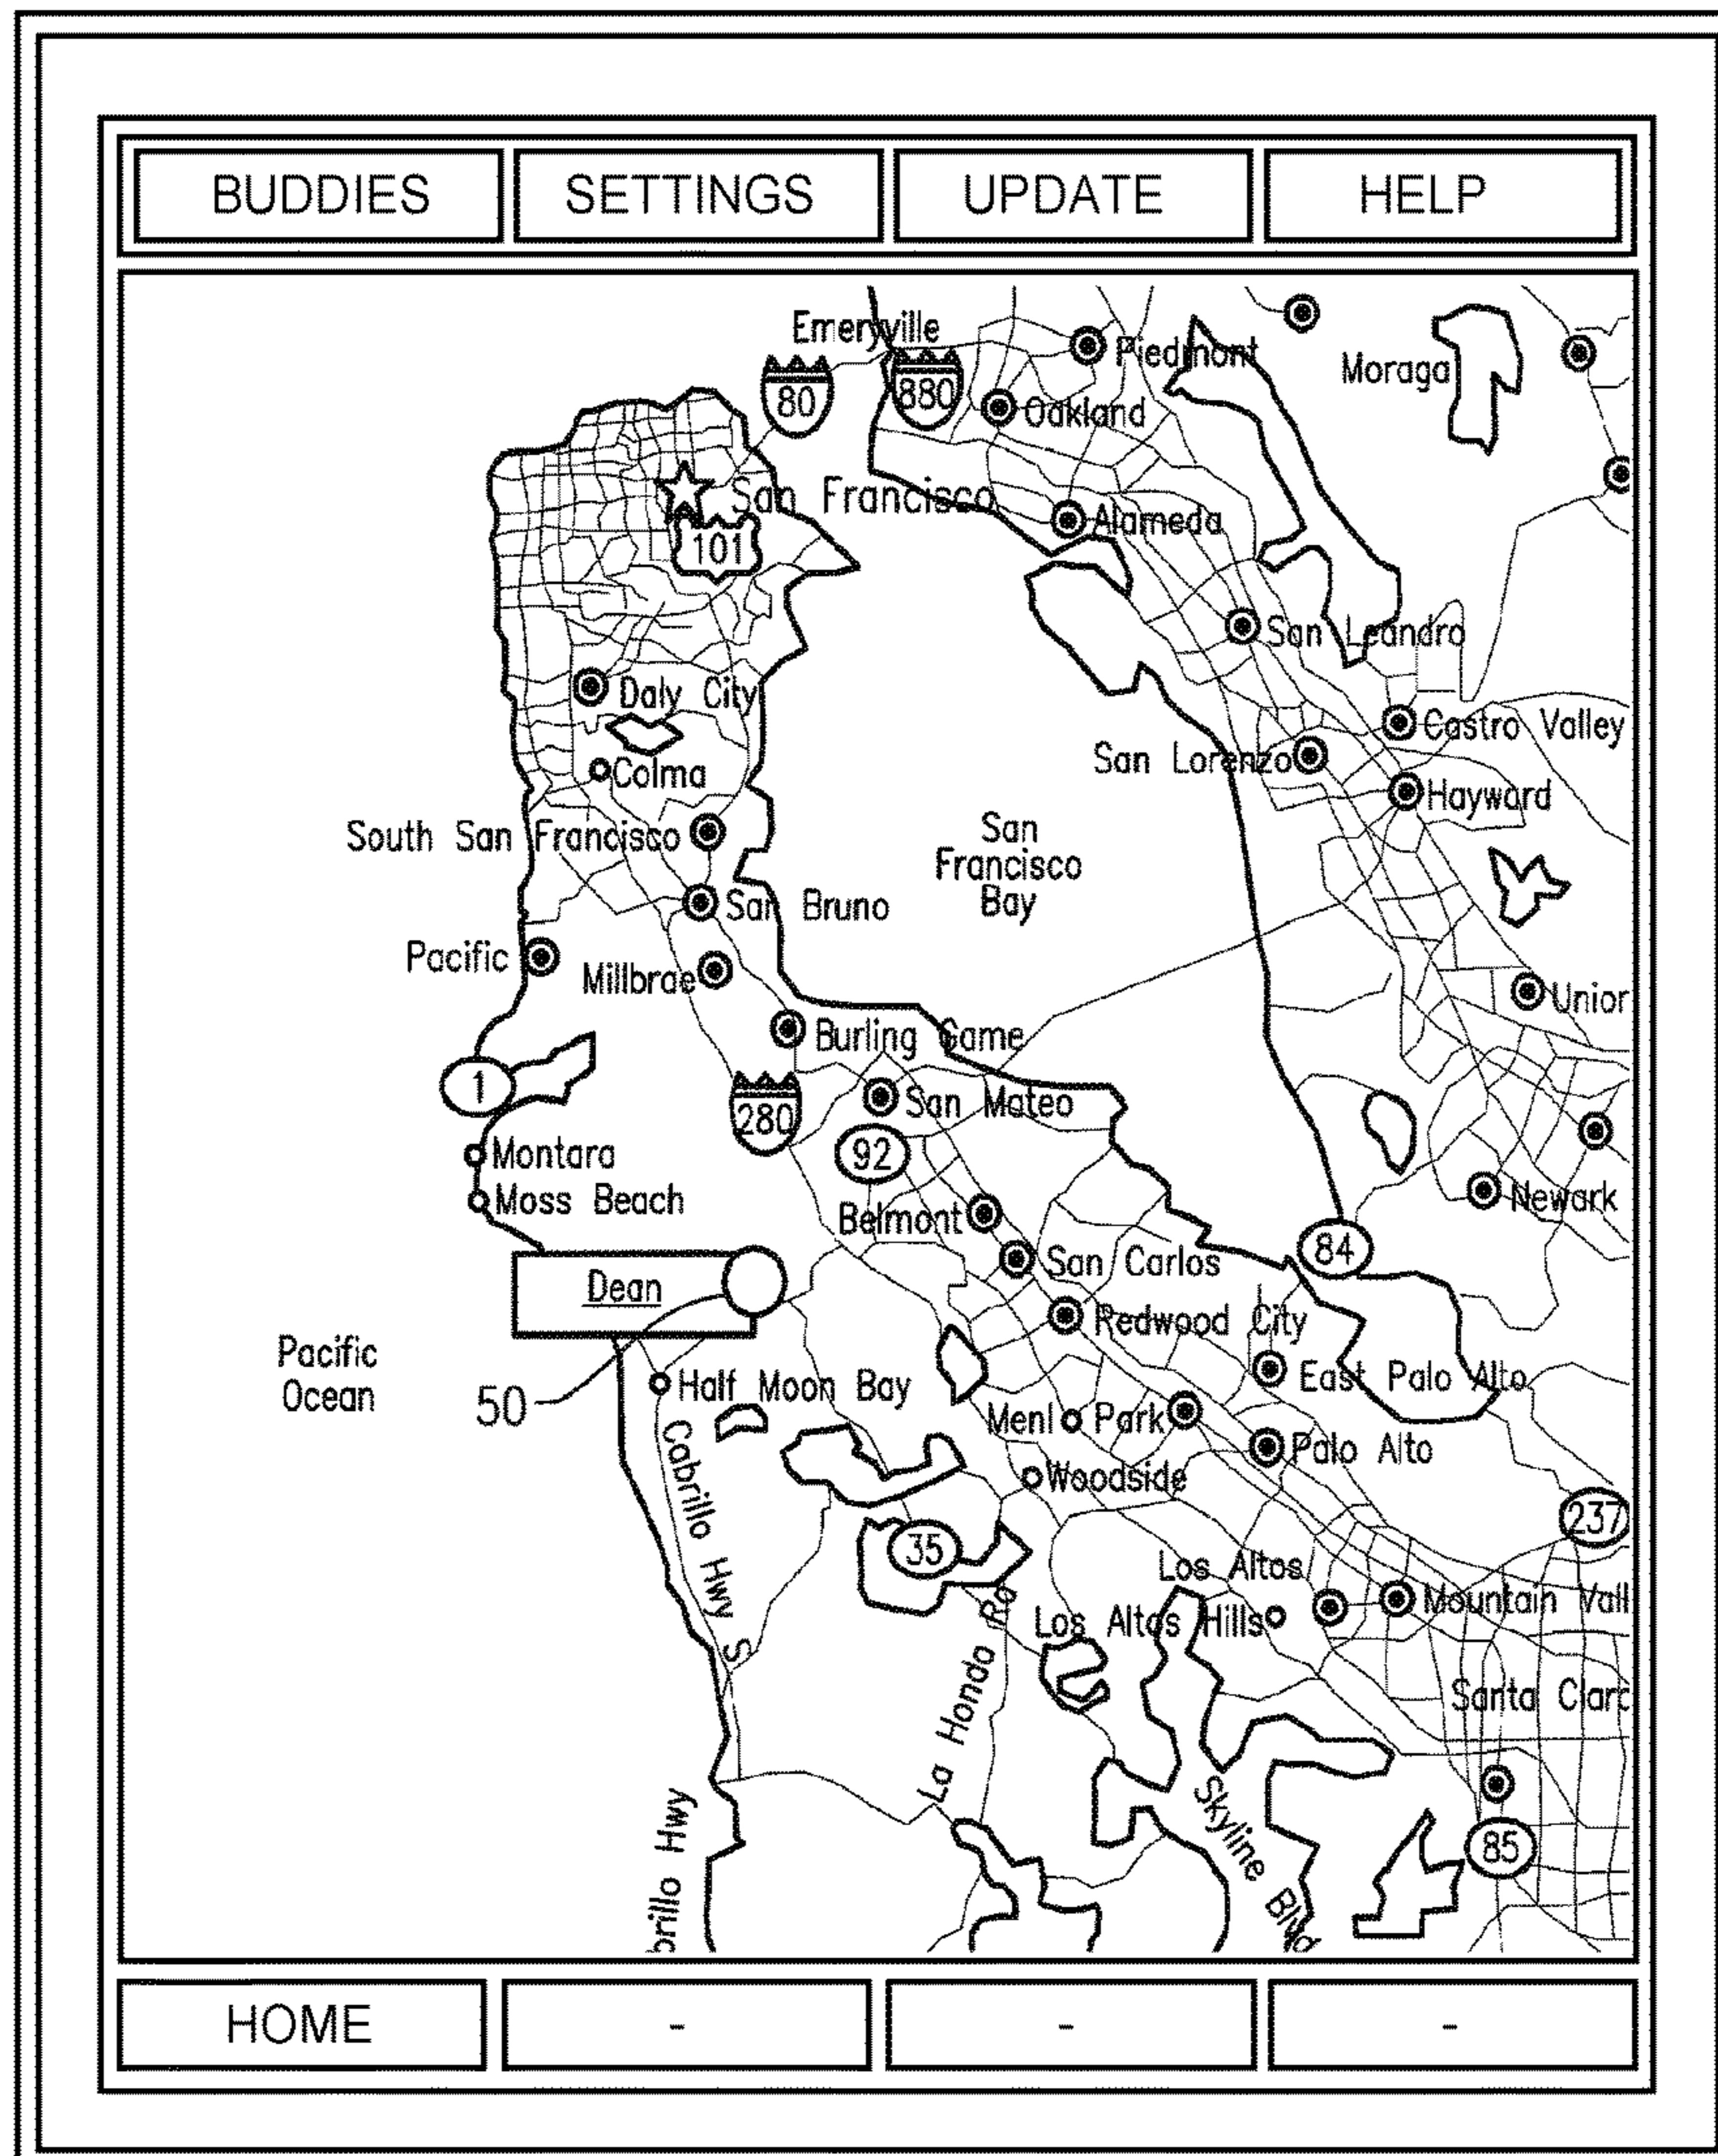 BUDDIES SETTINGS UPDATE HELP
Emeryville
Piedmont
Moraga
80
880
Oakland
San Francisco
Alameda
101
San Leandro
Daly City
Castro Valley
San Lorenzo
Colma
Hayward
South San Francisco
San
Francisco
Bay
San Bruno
Pacific
Millbrae
Union
Burling Game
1
280
San Mateo
92
Montara
Moss Beach
Newark
Belmont
84
San Carlos
Dean
Redwood City
Pacific
Ocean
East Palo Alto
50
Half Moon Bay
Menl Park
Palo Alto
Woodside
Cabrillo Hwy S
237
35
Los Altos
Mountain Vall
Los Altos Hills
La Honda Rd
Santa Clara
Skyline Blvd
brillo Hwy
85
HOME - - -